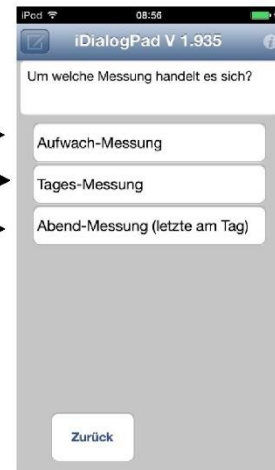 iPod 08:56
iDialogPad V 1.935
Um welche Messung handelt es sich?
Aufwach-Messung
Tages-Messung
Abend-Messung (letzte am Tag)
Zurück